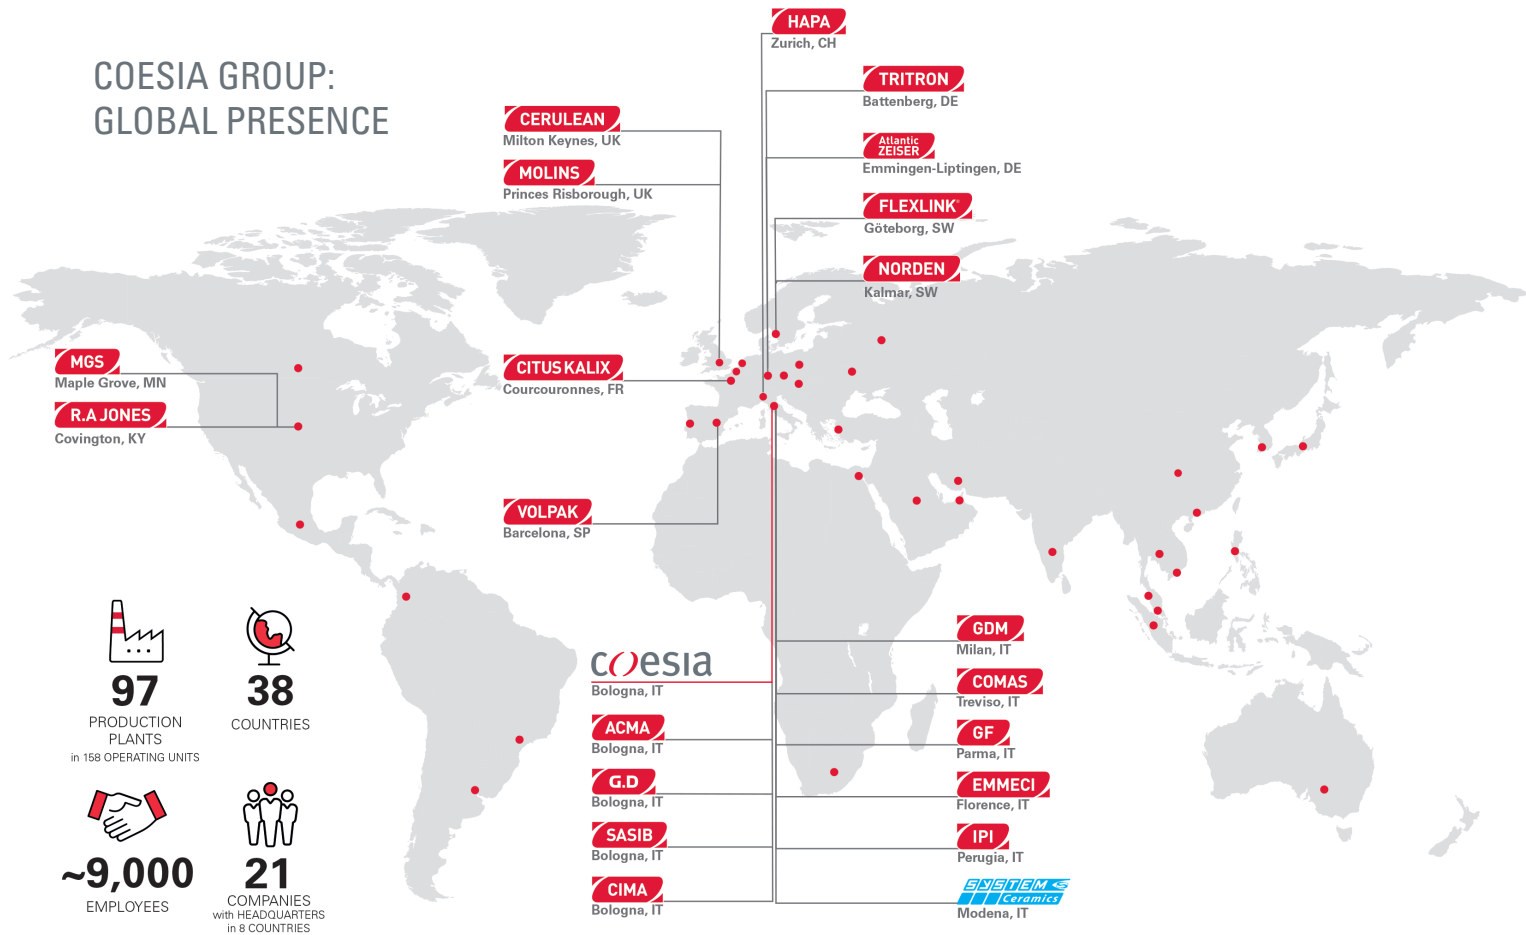 COESIA GROUP:
GLOBAL PRESENCE
HAPA
Zurich, CH
TRITRON
Battenberg, DE
Atlantic
ZEISER
Emmingen-Liptingen, DE
FLEXLINK®
Göteborg, SW
NORDEN
Kalmar, SW
CERULEAN
Milton Keynes, UK
MOLINS
Princes Risborough, UK
MGS
Maple Grove, MN
R.A JONES
Covington, KY
CITUS KALIX
Courcouronnes, FR
VOLPAK
Barcelona, SP
coesia
Bologna, IT
ACMA
Bologna, IT
G.D
Bologna, IT
SASIB
Bologna, IT
CIMA
Bologna, IT
GDM
Milan, IT
COMAS
Treviso, IT
GF
Parma, IT
EMMECI
Florence, IT
IPI
Perugia, IT
SYSTEM
Ceramics
Modena, IT
97
PRODUCTION
PLANTS
in 158 OPERATING UNITS
38
COUNTRIES
~9,000
EMPLOYEES
21
COMPANIES
with HEADQUARTERS
in 8 COUNTRIES